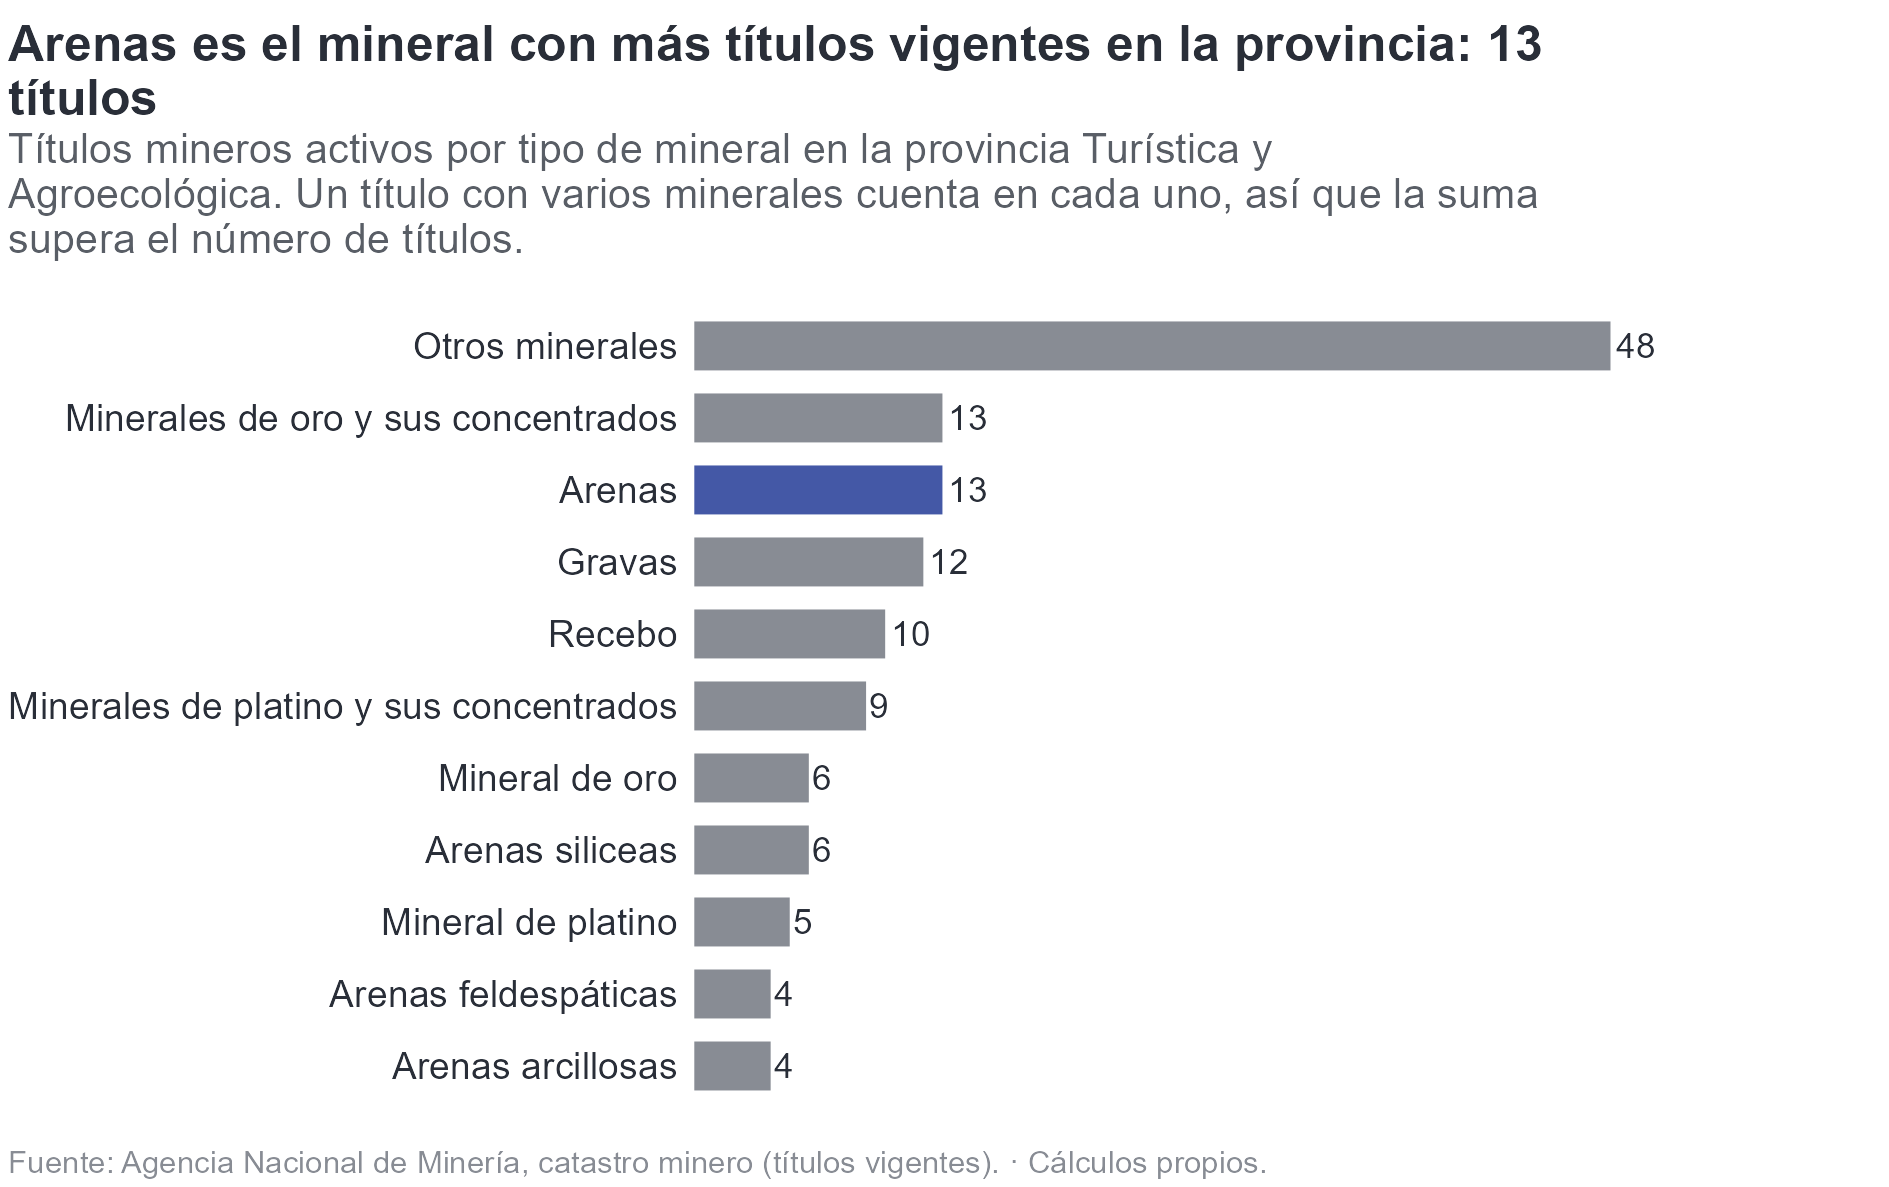 Arenas es el mineral con más títulos vigentes en la provincia: 13
títulos
Títulos mineros activos por tipo de mineral en la provincia Turística y
Agroecológica. Un título con varios minerales cuenta en cada uno, así que la suma
supera el número de títulos.
Otros minerales 48
Minerales de oro y sus concentrados 13
Arenas 13
Gravas 12
Recebo 10
Minerales de platino y sus concentrados 9
Mineral de oro 6
Arenas siliceas 6
Mineral de platino 5
Arenas feldespáticas 4
Arenas arcillosas 4
Fuente: Agencia Nacional de Minería, catastro minero (títulos vigentes). · Cálculos propios.